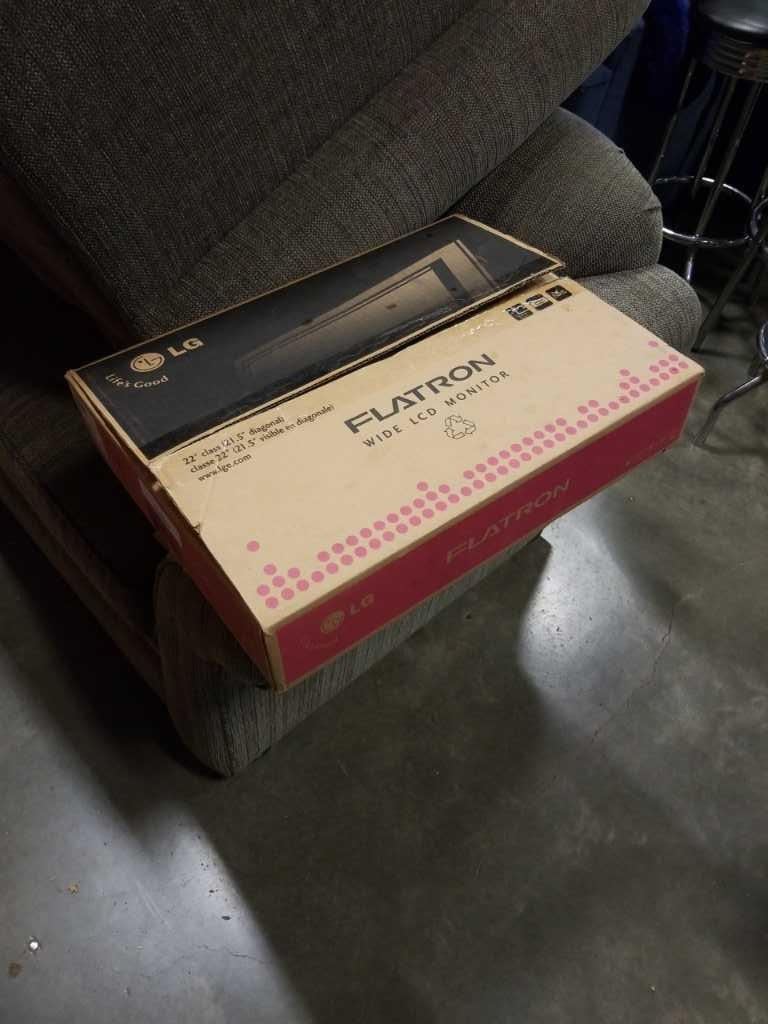 LG
Life's Good
FLATRON
WIDE LCD MONITOR
22" class (21.5" diagonal)
classe 22" (21.5" visible en diagonale)
www.lge.com
FLATRON
LG